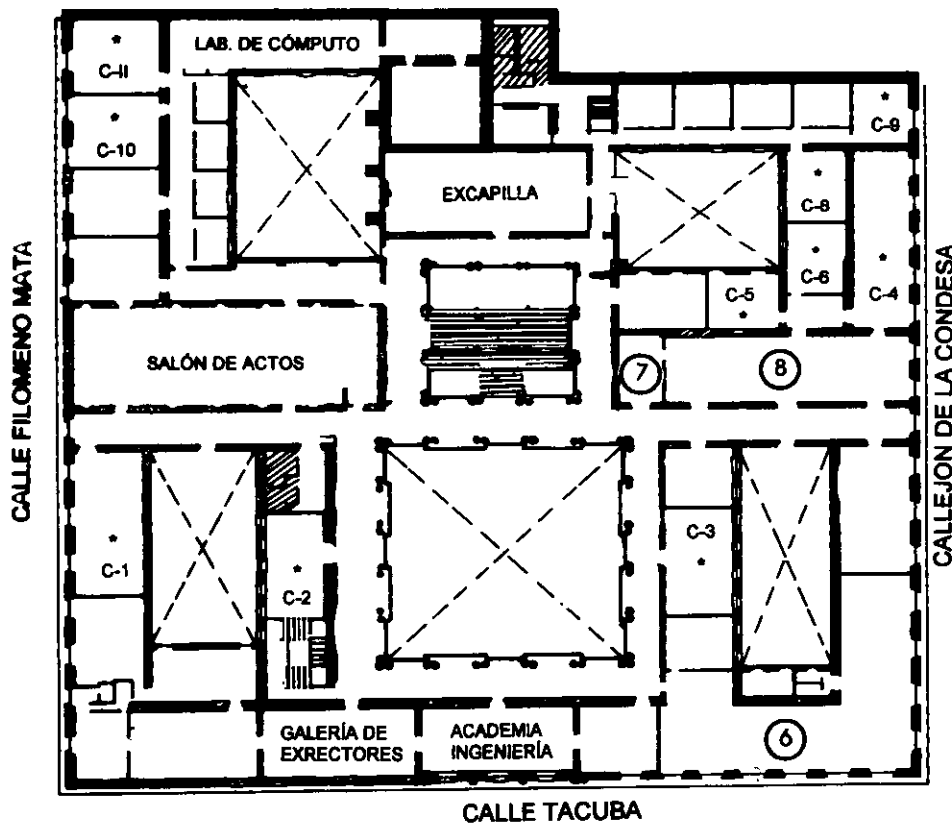 LAB. DE CÓMPUTO
* C-II
* C-10
* C-9
EXCAPILLA
* C-8
* C-6
* C-4
C-5 *
CALLE FILOMENO MATA
SALÓN DE ACTOS
7
8
CALLEJON DE LA CONDESA
* C-1
* C-2
C-3 *
GALERÍA DE
EXRECTORES
ACADEMIA
INGENIERÍA
6
CALLE TACUBA